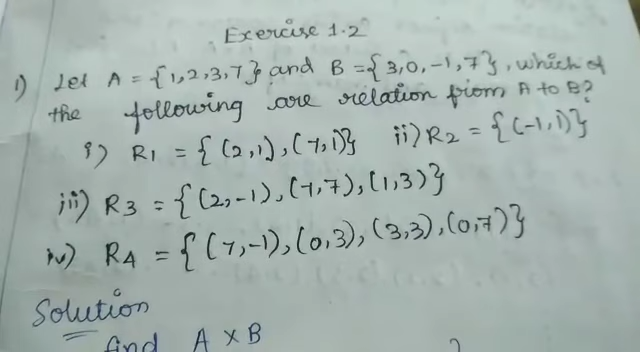 Exercise 1.2
1) Let A = {1,2,3,7} and B = {3,0,-1,7}, which of
the following are relation from A to B?
i) R1 = {(2,1),(7,1)} ii) R2 = {(-1,1)}
iii) R3 = {(2,-1),(7,7),(1,3)}
iv) R4 = {(7,-1),(0,3),(3,3),(0,7)}
Solution
find A X B